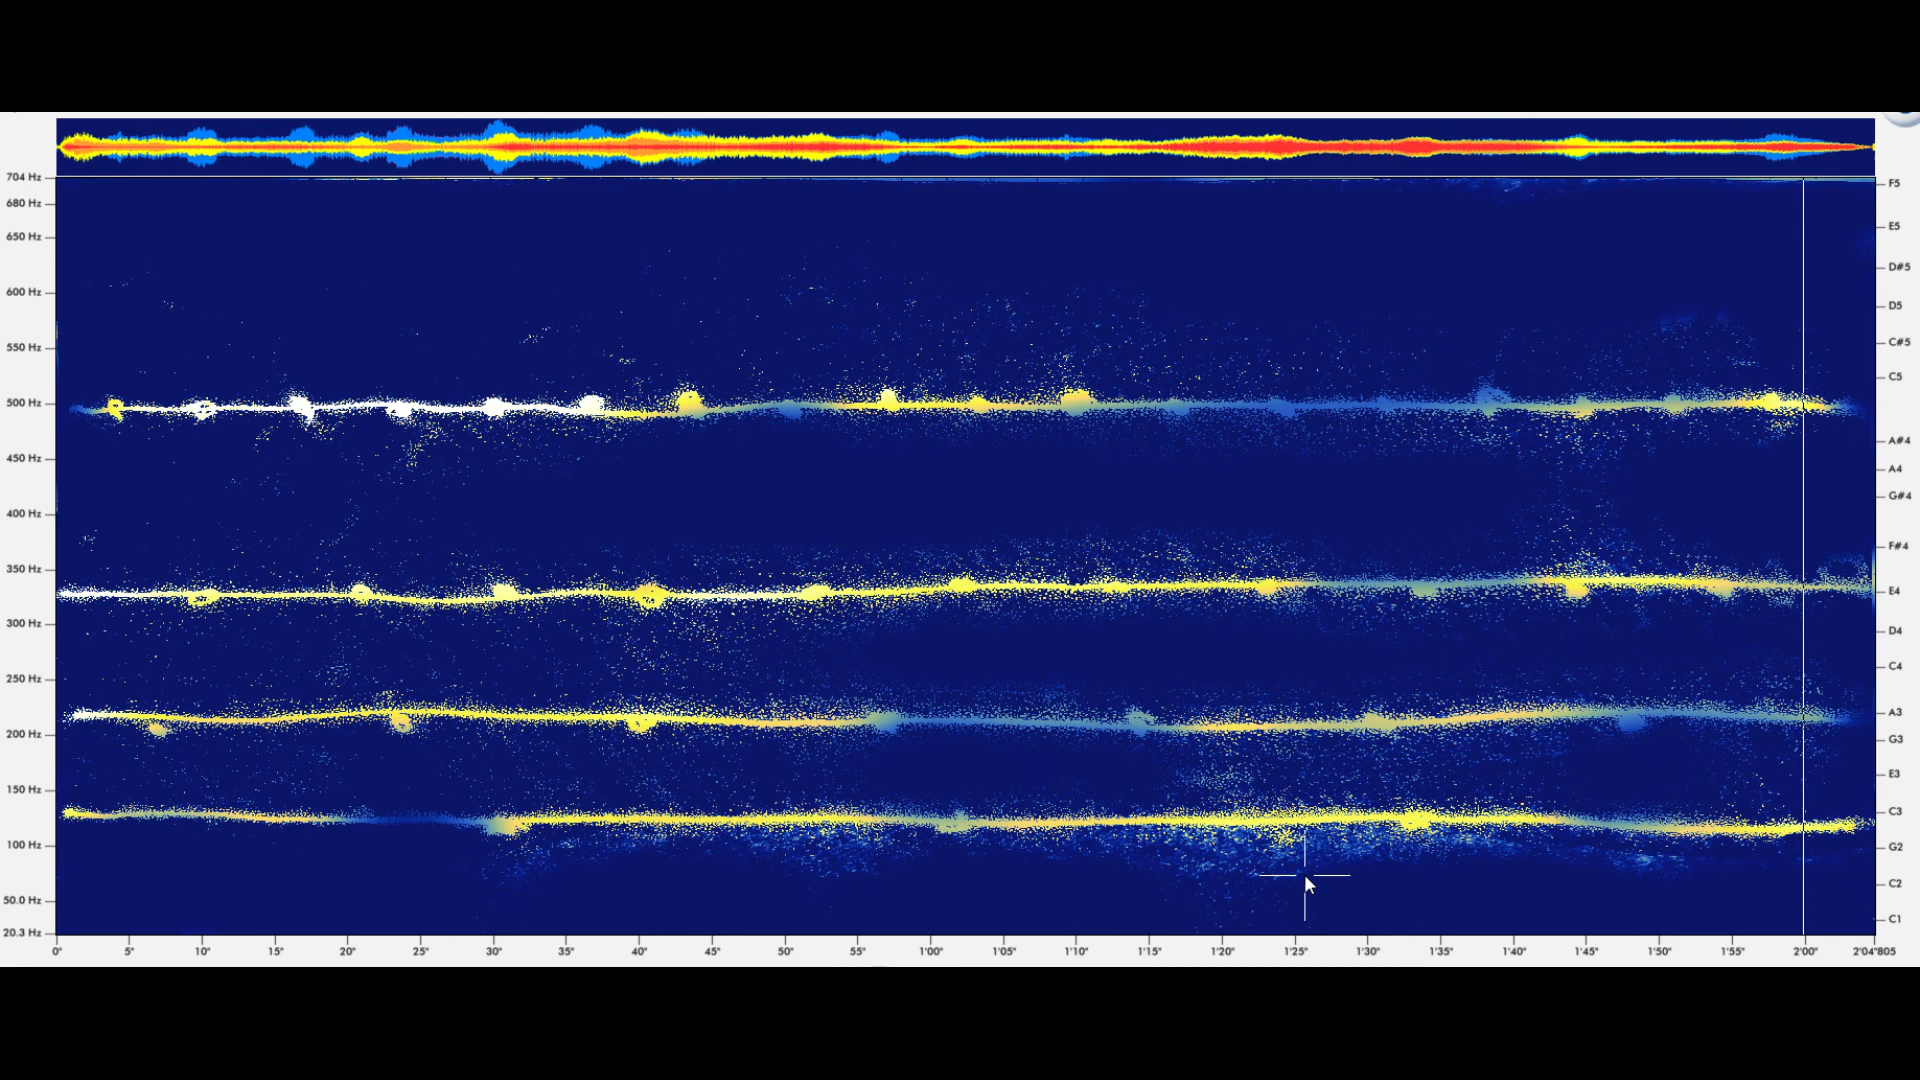 704 Hz
680 Hz
650 Hz
600 Hz
550 Hz
500 Hz
450 Hz
400 Hz
350 Hz
300 Hz
250 Hz
200 Hz
150 Hz
100 Hz
50.0 Hz
20.3 Hz
F5
E5
D#5
D5
C#5
C5
A#4
A4
G#4
F#4
E4
D4
C4
A3
G3
E3
C3
G2
C2
C1
0" 5" 10" 15" 20" 25" 30" 35" 40" 45" 50" 55" 1'00" 1'05" 1'10" 1'15" 1'20" 1'25" 1'30" 1'35" 1'40" 1'45" 1'50" 1'55" 2'00" 2'04"805